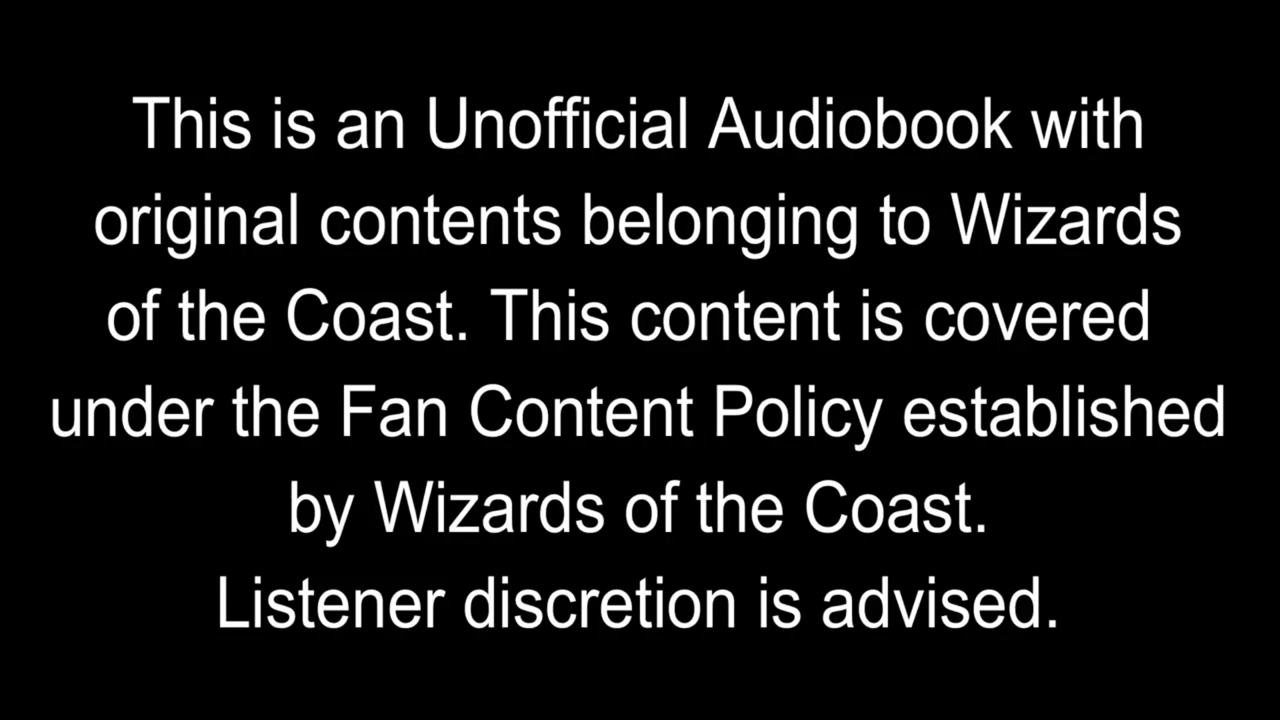 This is an Unofficial Audiobook with
original contents belonging to Wizards
of the Coast. This content is covered
under the Fan Content Policy established
by Wizards of the Coast.
Listener discretion is advised.